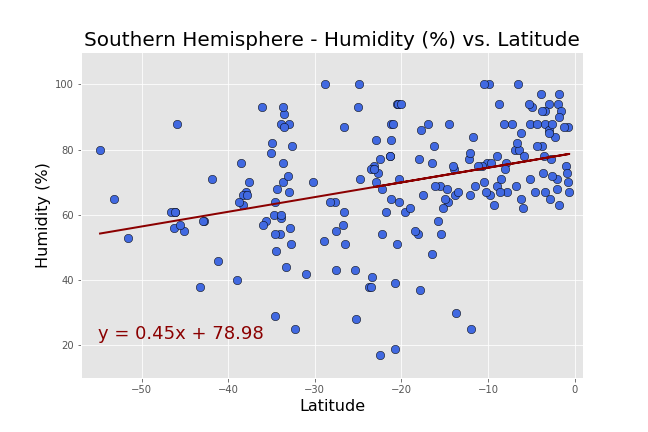 Southern Hemisphere - Humidity (%) vs. Latitude
Humidity (%)
100
80
60
40
20
y = 0.45x + 78.98
−50
−40
−30
−20
−10
0
Latitude